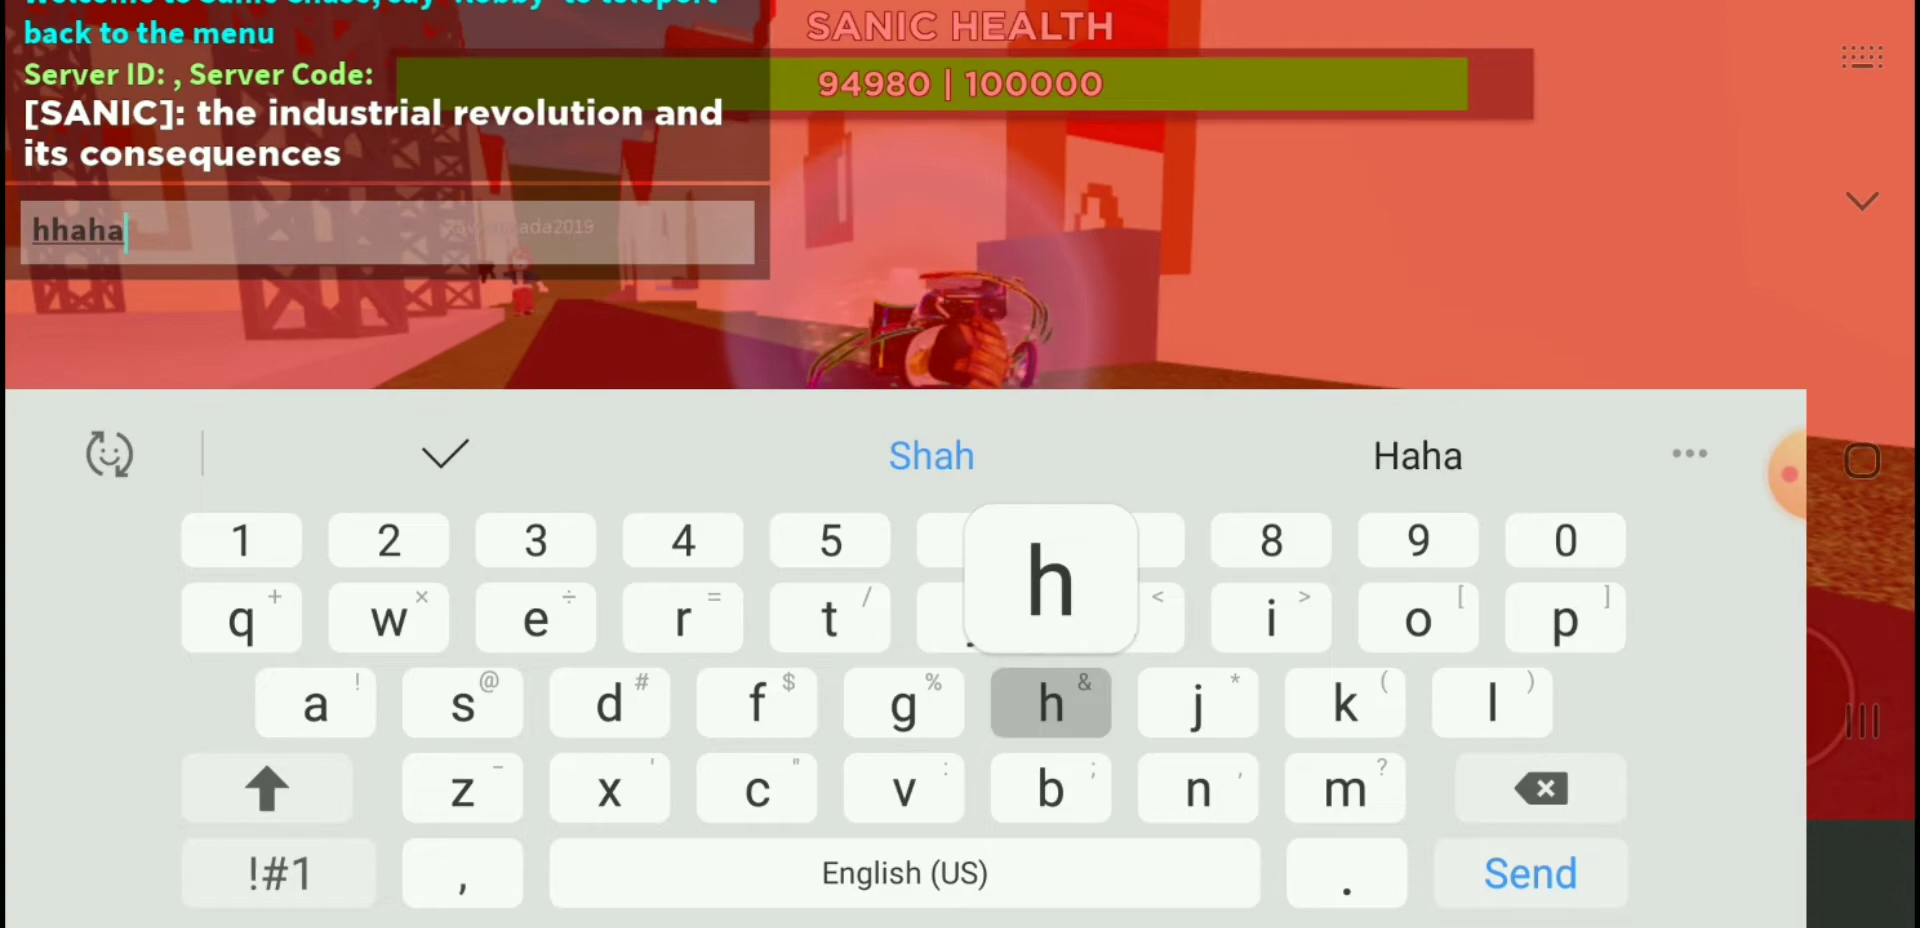 back to the menu
Server ID: , Server Code:
[SANIC]: the industrial revolution and
its consequences
hhaha
SANIC HEALTH
94980 | 100000
Shah
Haha
1 2 3 4 5 8 9 0
q + w × e ÷ r = t / < i > o [ p ]
h
a ! s @ d # f $ g % h & j * k ( l )
z - x ' c " v : b ; n , m ?
!#1 , English (US) . Send